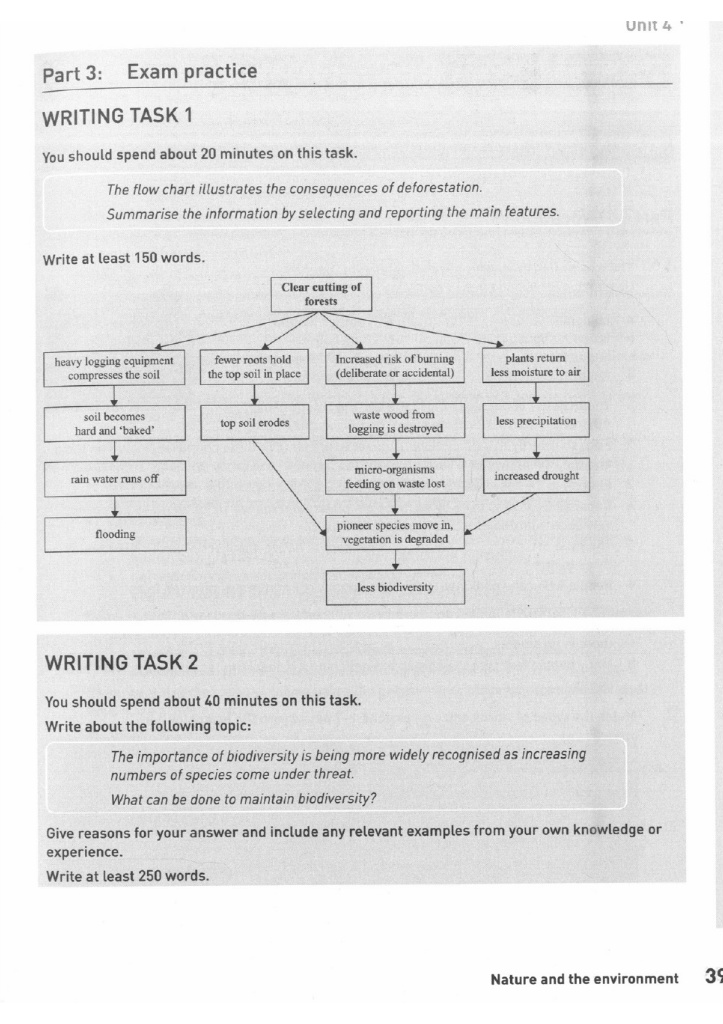 Unit 4
Part 3: Exam practice
WRITING TASK 1
You should spend about 20 minutes on this task.
The flow chart illustrates the consequences of deforestation.
Summarise the information by selecting and reporting the main features.
Write at least 150 words.
Clear cutting of
forests
heavy logging equipment
compresses the soil
fewer roots hold
the top soil in place
Increased risk of burning
(deliberate or accidental)
plants return
less moisture to air
soil becomes
hard and 'baked'
top soil erodes
waste wood from
logging is destroyed
less precipitation
rain water runs off
micro-organisms
feeding on waste lost
increased drought
flooding
pioneer species move in,
vegetation is degraded
less biodiversity
WRITING TASK 2
You should spend about 40 minutes on this task.
Write about the following topic:
The importance of biodiversity is being more widely recognised as increasing
numbers of species come under threat.
What can be done to maintain biodiversity?
Give reasons for your answer and include any relevant examples from your own knowledge or
experience.
Write at least 250 words.
Nature and the environment 39